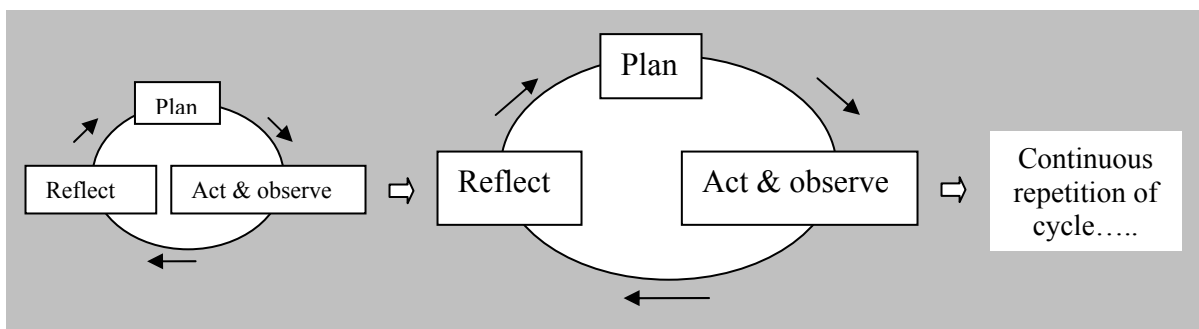 Plan
Reflect
Act & observe
Plan
Reflect
Act & observe
Continuous
repetition of
cycle.....